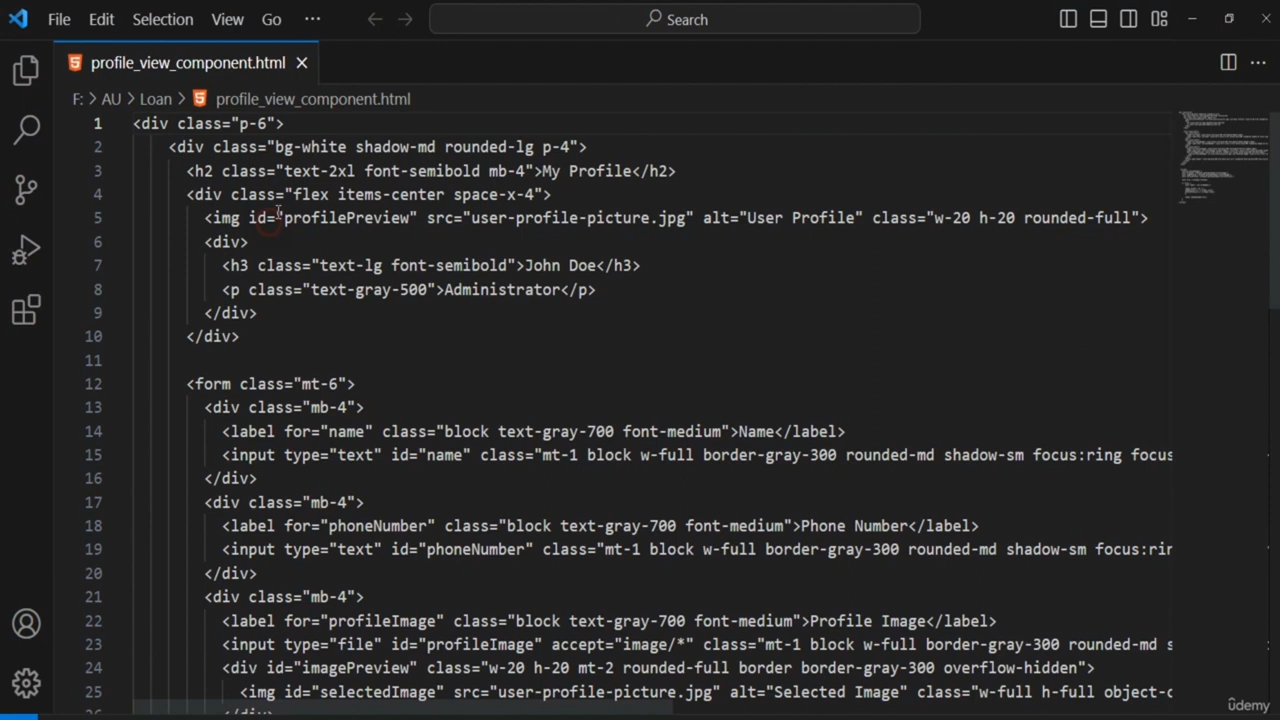 File Edit Selection View Go ··· Search
profile_view_component.html
F: > AU > Loan > profile_view_component.html
1 <div class="p-6">
2 <div class="bg-white shadow-md rounded-lg p-4">
3 <h2 class="text-2xl font-semibold mb-4">My Profile</h2>
4 <div class="flex items-center space-x-4">
5 <img id="profilePreview" src="user-profile-picture.jpg" alt="User Profile" class="w-20 h-20 rounded-full">
6 <div>
7 <h3 class="text-lg font-semibold">John Doe</h3>
8 <p class="text-gray-500">Administrator</p>
9 </div>
10 </div>
11
12 <form class="mt-6">
13 <div class="mb-4">
14 <label for="name" class="block text-gray-700 font-medium">Name</label>
15 <input type="text" id="name" class="mt-1 block w-full border-gray-300 rounded-md shadow-sm focus:ring focus
16 </div>
17 <div class="mb-4">
18 <label for="phoneNumber" class="block text-gray-700 font-medium">Phone Number</label>
19 <input type="text" id="phoneNumber" class="mt-1 block w-full border-gray-300 rounded-md shadow-sm focus:rin
20 </div>
21 <div class="mb-4">
22 <label for="profileImage" class="block text-gray-700 font-medium">Profile Image</label>
23 <input type="file" id="profileImage" accept="image/*" class="mt-1 block w-full border-gray-300 rounded-md s
24 <div id="imagePreview" class="w-20 h-20 mt-2 rounded-full border border-gray-300 overflow-hidden">
25 <img id="selectedImage" src="user-profile-picture.jpg" alt="Selected Image" class="w-full h-full object-c
26 </div>
udemy